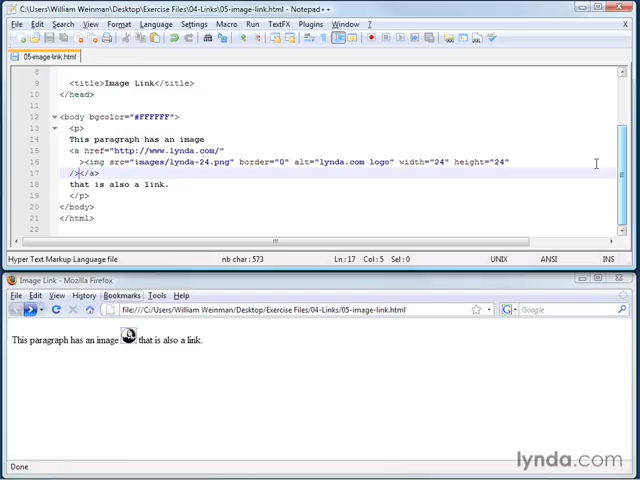 C:\Users\William Weinman\Desktop\Exercise Files\04-Links\05-image-link.html - Notepad++
File Edit Search View Format Language Settings Macro Run TextFX Plugins Window ?
05-image-link.html
8
9 <title>Image Link</title>
10 </head>
11
12 <body bgcolor="#FFFFFF">
13 <p>
14 This paragraph has an image
15 <a href="http://www.lynda.com/"
16 ><img src="images/lynda-24.png" border="0" alt="lynda.com logo" width="24" height="24"
17 /></a>
18 that is also a link.
19 </p>
20 </body>
21 </html>
Hyper Text Markup Language file nb char : 573 Ln : 17 Col : 5 Sel : 0 UNIX ANSI INS
Image Link - Mozilla Firefox
File Edit View History Bookmarks Tools Help
file:///C:/Users/William Weinman/Desktop/Exercise Files/04-Links/05-image-link.html Google
This paragraph has an image that is also a link.
Done
lynda.com